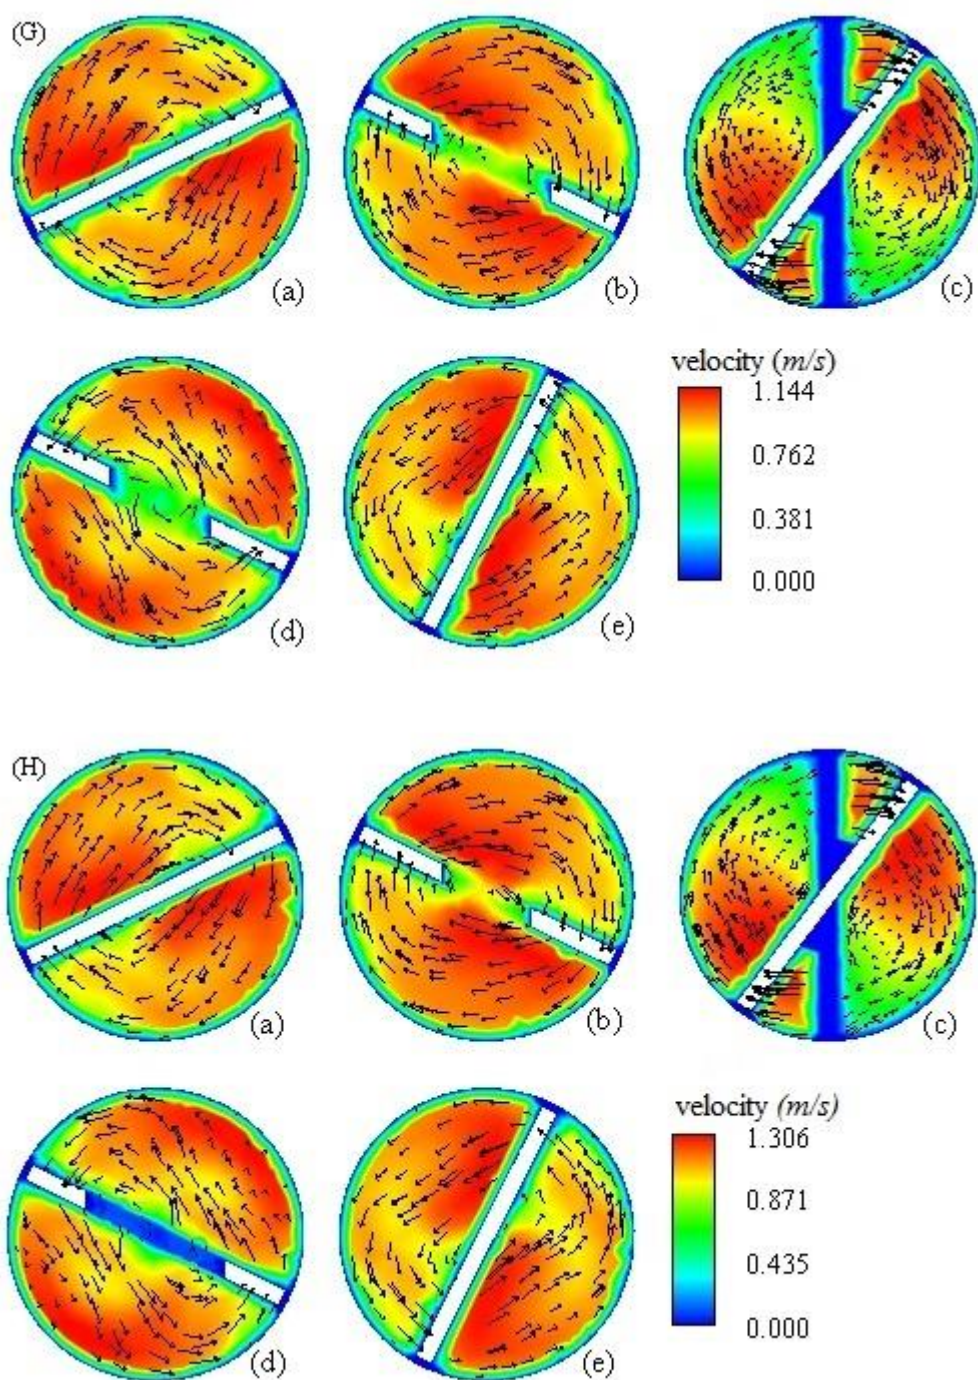 (G)
(a)
(b)
(c)
velocity (m/s)
1.144
0.762
0.381
0.000
(d)
(e)
(H)
(a)
(b)
(c)
velocity (m/s)
1.306
0.871
0.435
0.000
(d)
(e)